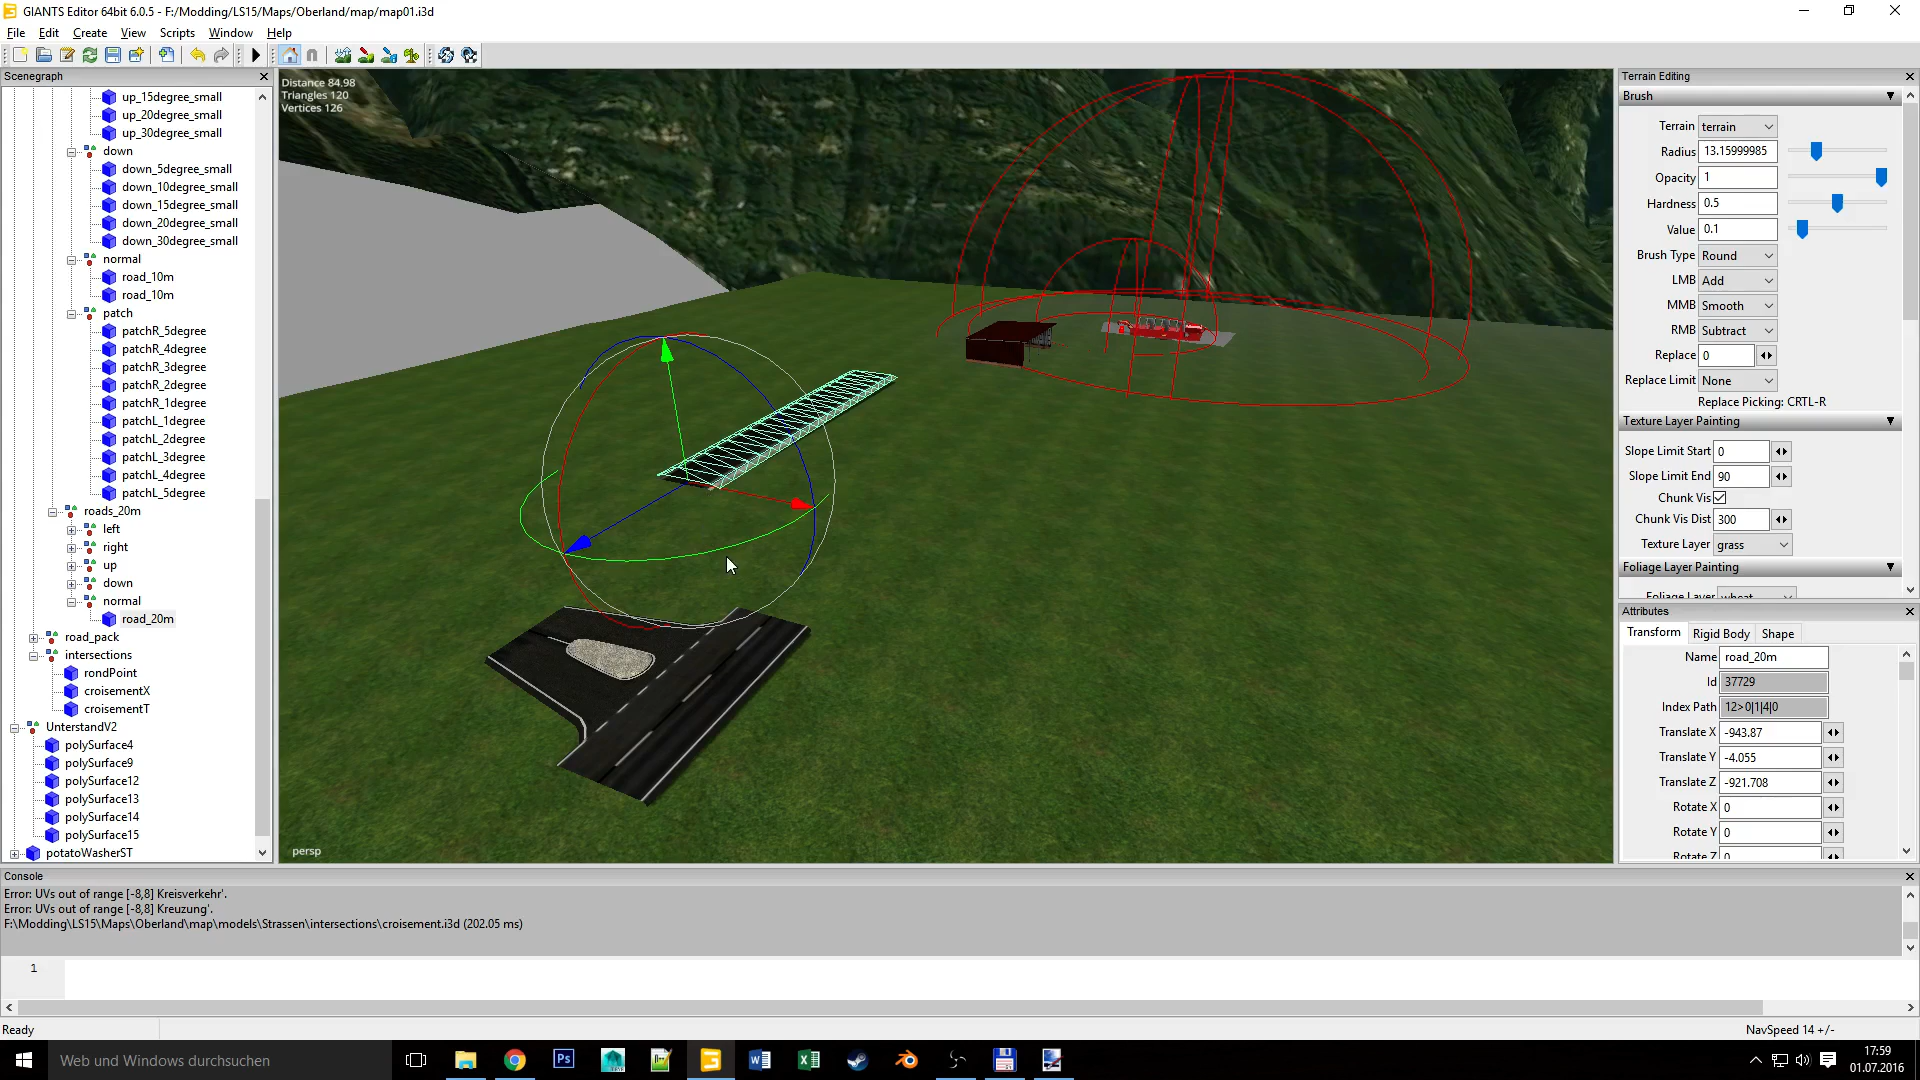 GIANTS Editor 64bit 6.0.5 - F:/Modding/LS15/Maps/Oberland/map/map01.i3d
File Edit Create View Scripts Window Help
Scenegraph
up_15degree_small
up_20degree_small
up_30degree_small
down
down_5degree_small
down_10degree_small
down_15degree_small
down_20degree_small
down_30degree_small
normal
road_10m
road_10m
patch
patchR_5degree
patchR_4degree
patchR_3degree
patchR_2degree
patchR_1degree
patchL_1degree
patchL_2degree
patchL_3degree
patchL_4degree
patchL_5degree
roads_20m
left
right
up
down
normal
road_20m
road_pack
intersections
rondPoint
croisementX
croisementT
UnterstandV2
polySurface4
polySurface9
polySurface12
polySurface13
polySurface14
polySurface15
potatoWasherST
Distance 84.98
Triangles 120
Vertices 126
persp
Terrain Editing
Brush
Terrain terrain
Radius 13.15999985
Opacity 1
Hardness 0.5
Value 0.1
Brush Type Round
LMB Add
MMB Smooth
RMB Subtract
Replace 0
Replace Limit None
Replace Picking: CRTL-R
Texture Layer Painting
Slope Limit Start 0
Slope Limit End 90
Chunk Vis
Chunk Vis Dist 300
Texture Layer grass
Foliage Layer Painting
Foliage Layer wheat
Attributes
Transform Rigid Body Shape
Name road_20m
Id 37729
Index Path 12>0|1|4|0
Translate X -943.87
Translate Y -4.055
Translate Z -921.708
Rotate X 0
Rotate Y 0
Rotate Z 0
Console
Error: UVs out of range [-8,8] Kreisverkehr'.
Error: UVs out of range [-8,8] Kreuzung'.
F:\Modding\LS15\Maps\Oberland\map\models\Strassen\intersections\croisement.i3d (202.05 ms)
1
Ready
NavSpeed 14 +/-
Web und Windows durchsuchen
17:59
01.07.2016